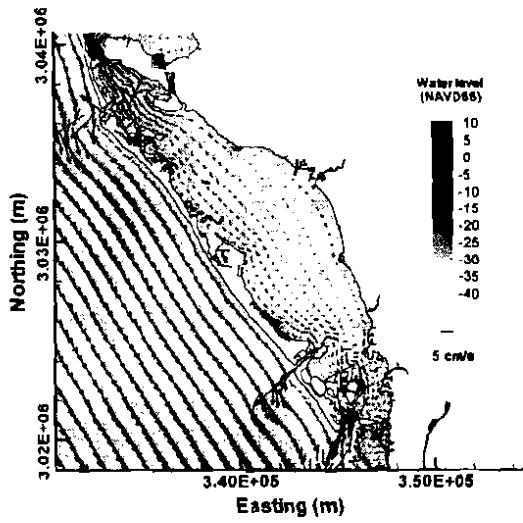 3.04E+06
3.03E+06
3.02E+06
Northing (m)
3.40E+05
3.50E+05
Easting (m)
Water level
(NAVD88)
10
5
0
-5
-10
-15
-20
-25
-30
-35
-40
5 cm/s